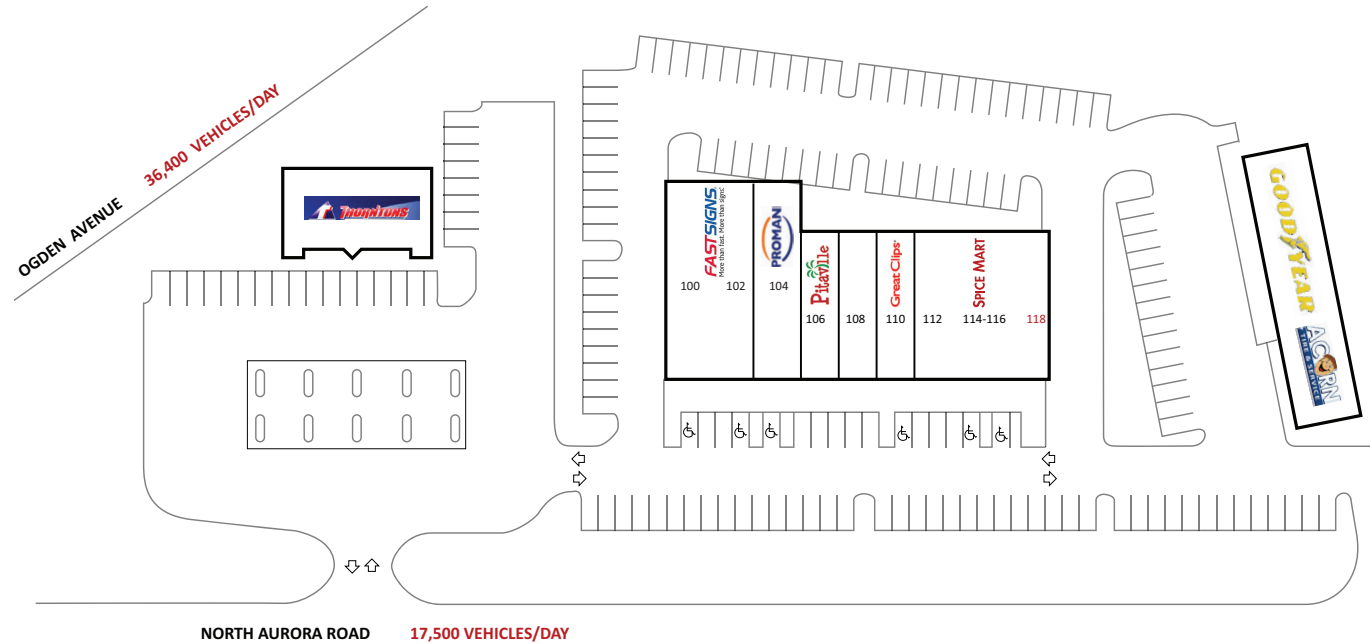 OGDEN AVENUE 36,400 VEHICLES/DAY
THORNTONS
FASTSIGNS
More than fast. More than signs.
PROMAN
Pitaville
Great Clips
SPICE MART
100
102
104
106
108
110
112
114-116
118
GOODYEAR
ACORN
TIRE & SERVICE
NORTH AURORA ROAD 17,500 VEHICLES/DAY